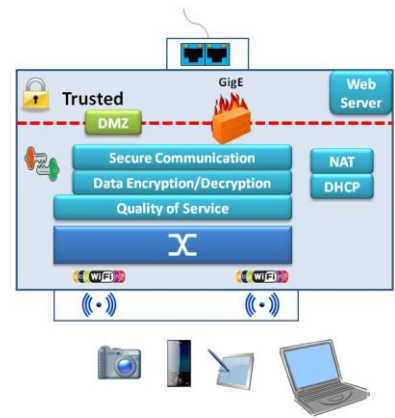 GigE
Web
Server
Trusted
DMZ
Secure Communication
NAT
Data Encryption/Decryption
DHCP
Quality of Service
WiFi
WiFi